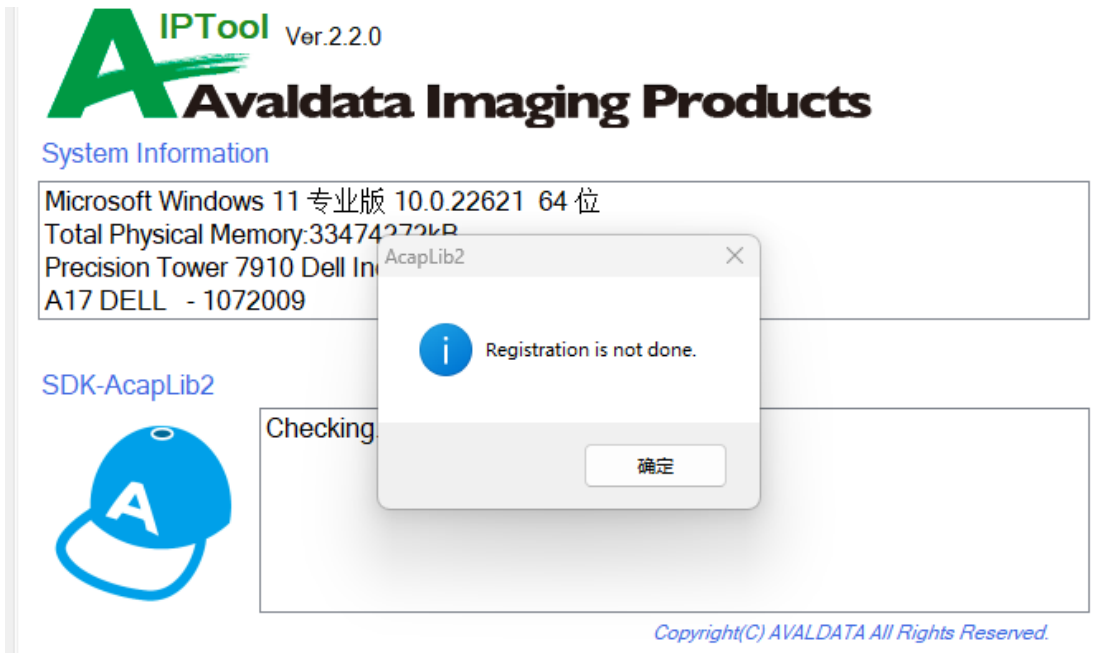 IPTool Ver.2.2.0
Avaldata Imaging Products
System Information
Microsoft Windows 11 专业版 10.0.22621 64 位
Total Physical Memory:33474272kB
Precision Tower 7910 Dell In
A17 DELL - 1072009
AcapLib2
Registration is not done.
确定
SDK-AcapLib2
A
Checking.
Copyright(C) AVALDATA All Rights Reserved.